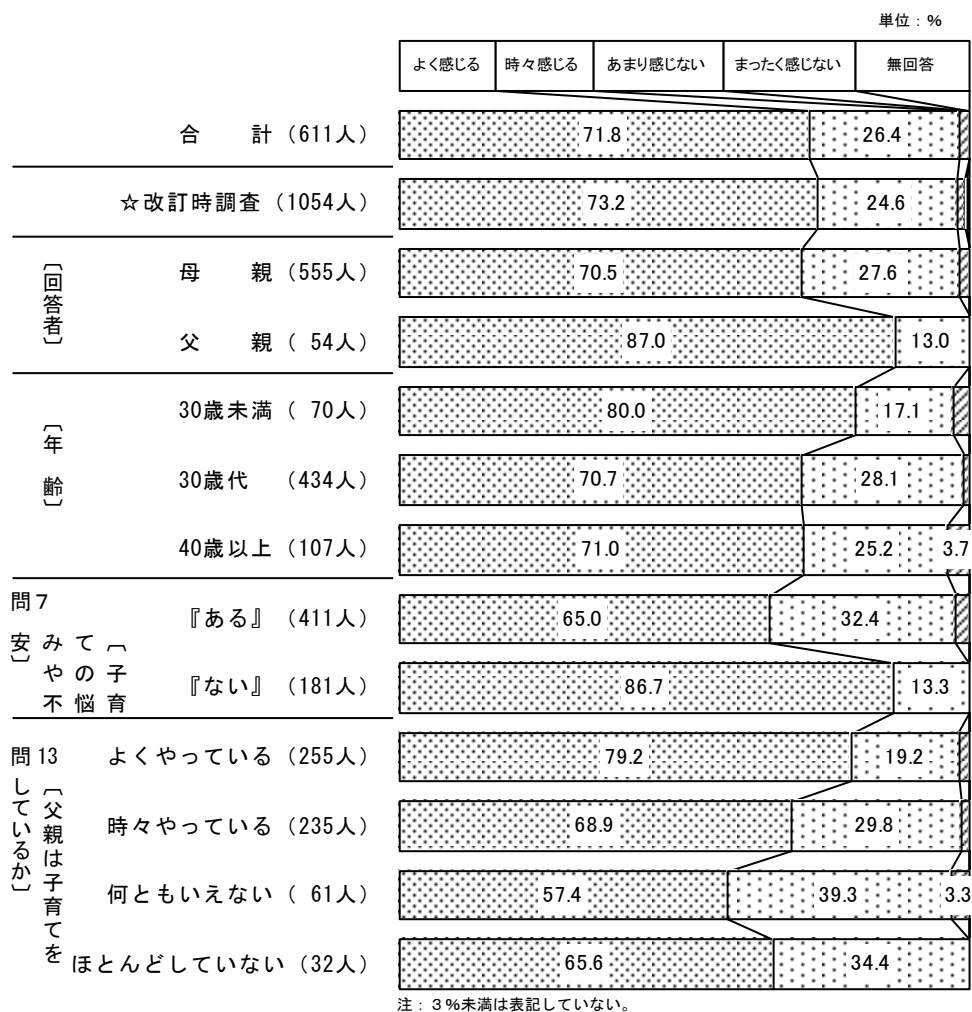 単位：％
よく感じる 時々感じる あまり感じない まったく感じない 無回答
合　　計（611人） 71.8 26.4
☆改訂時調査（1054人） 73.2 24.6
〔回答者〕
母　　親（555人） 70.5 27.6
父　　親（ 54人） 87.0 13.0
〔年　齢〕
30歳未満（ 70人） 80.0 17.1
30歳代　（434人） 70.7 28.1
40歳以上（107人） 71.0 25.2 3.7
問７
〔子育
ての悩
みや不
安〕
『ある』（411人） 65.0 32.4
『ない』（181人） 86.7 13.3
問13
〔父親は子育てを
しているか〕
よくやっている（255人） 79.2 19.2
時々やっている（235人） 68.9 29.8
何ともいえない（ 61人） 57.4 39.3 3.3
ほとんどしていない（32人） 65.6 34.4
注：３％未満は表記していない。